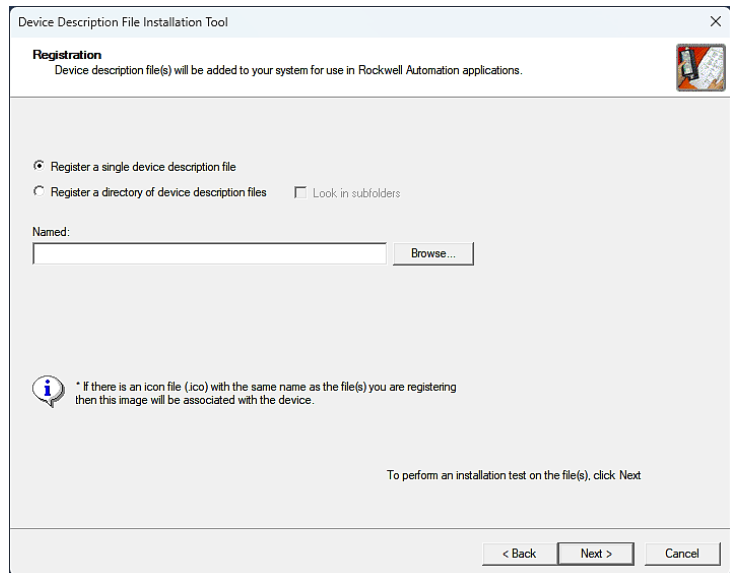 Device Description File Installation Tool
Registration
Device description file(s) will be added to your system for use in Rockwell Automation applications.
Register a single device description file
Register a directory of device description files Look in subfolders
Named:
Browse...
* If there is an icon file (.ico) with the same name as the file(s) you are registering
then this image will be associated with the device.
To perform an installation test on the file(s), click Next
< Back Next > Cancel